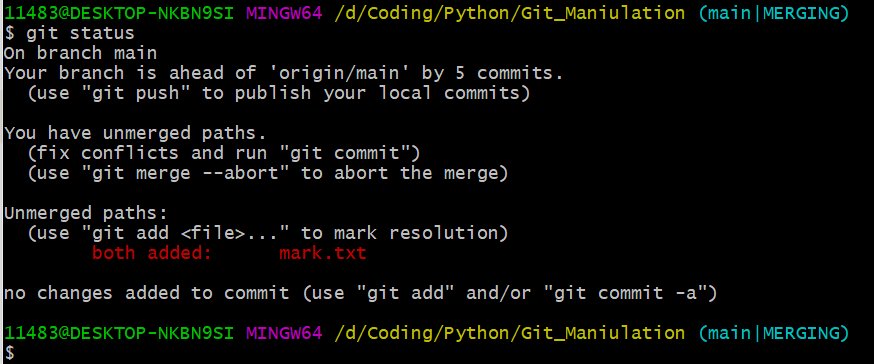 11483@DESKTOP-NKBN9SI MINGW64 /d/Coding/Python/Git_Maniulation (main|MERGING)
$ git status
On branch main
Your branch is ahead of 'origin/main' by 5 commits.
  (use "git push" to publish your local commits)

You have unmerged paths.
  (fix conflicts and run "git commit")
  (use "git merge --abort" to abort the merge)

Unmerged paths:
  (use "git add <file>..." to mark resolution)
        both added:      mark.txt

no changes added to commit (use "git add" and/or "git commit -a")

11483@DESKTOP-NKBN9SI MINGW64 /d/Coding/Python/Git_Maniulation (main|MERGING)
$